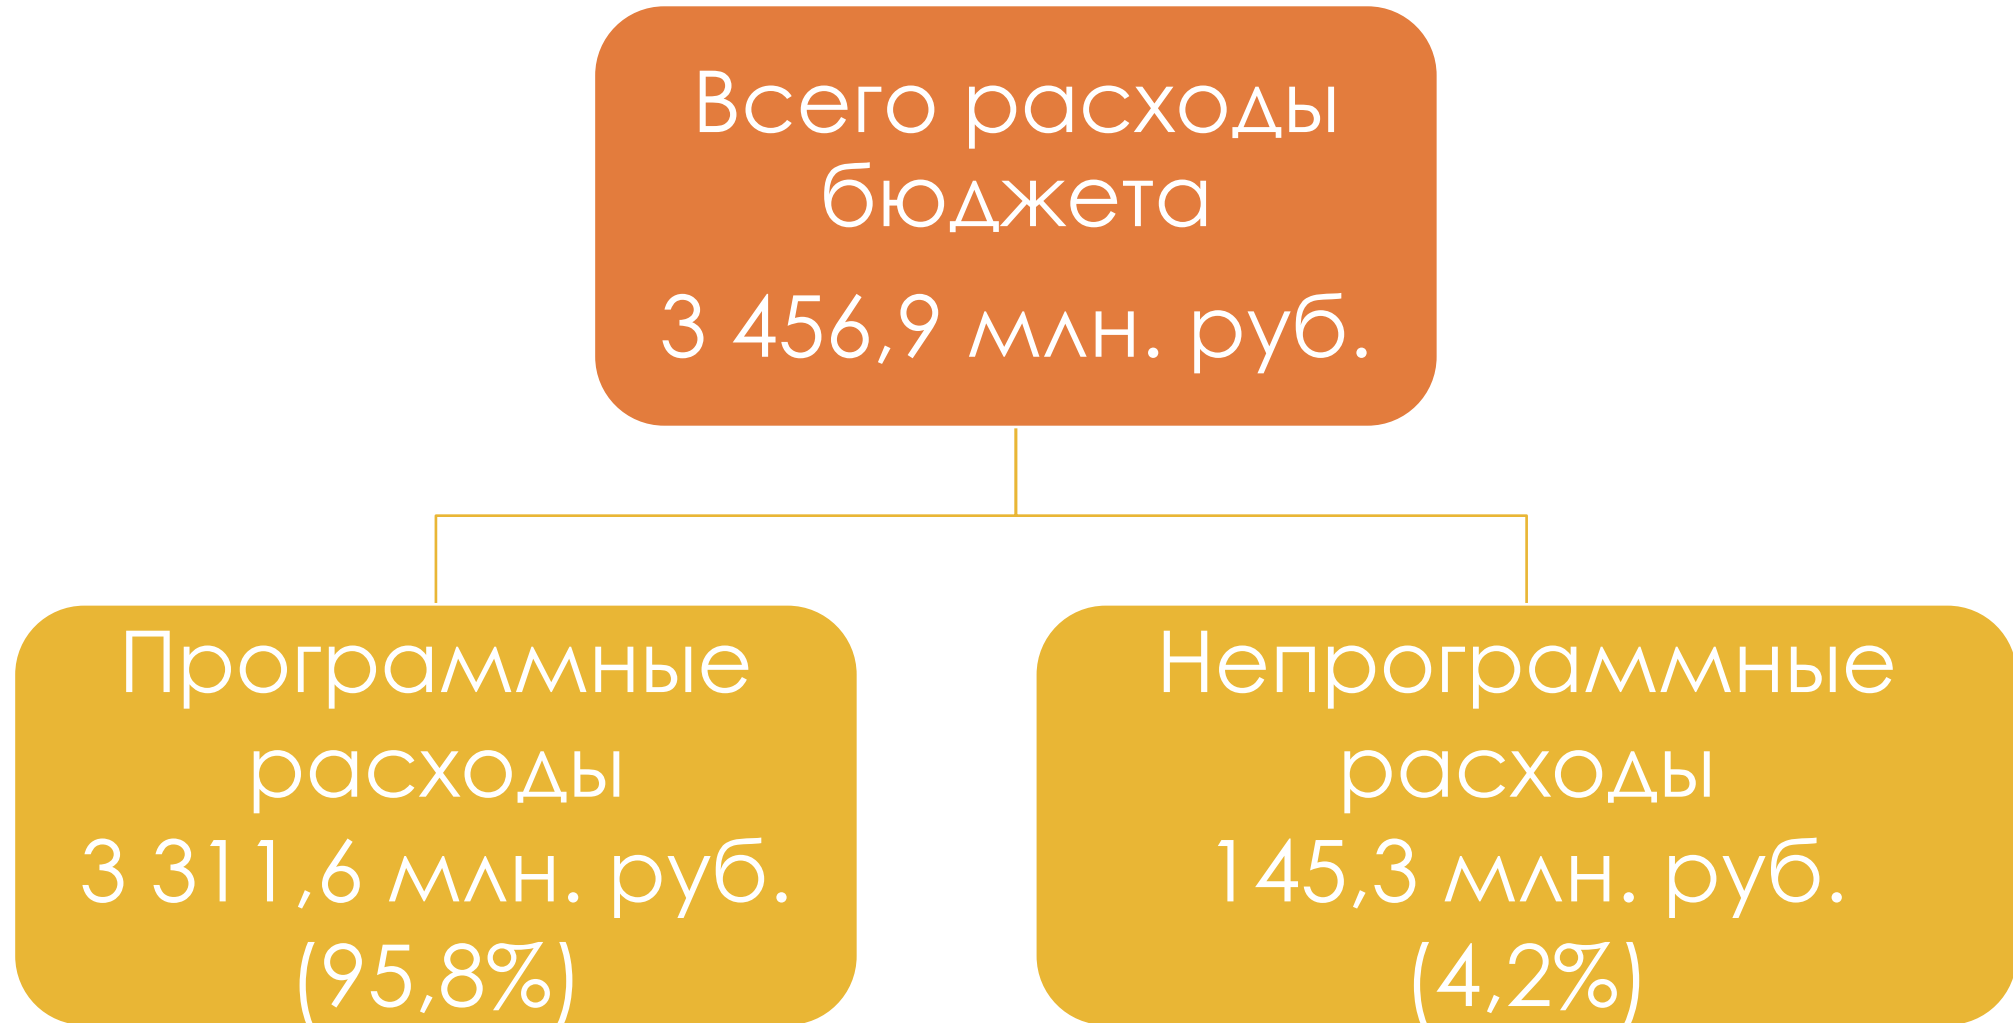 Всего расходы
бюджета
3 456,9 млн. руб.
Программные
расходы
3 311,6 млн. руб.
(95,8%)
Непрограммные
расходы
145,3 млн. руб.
(4,2%)